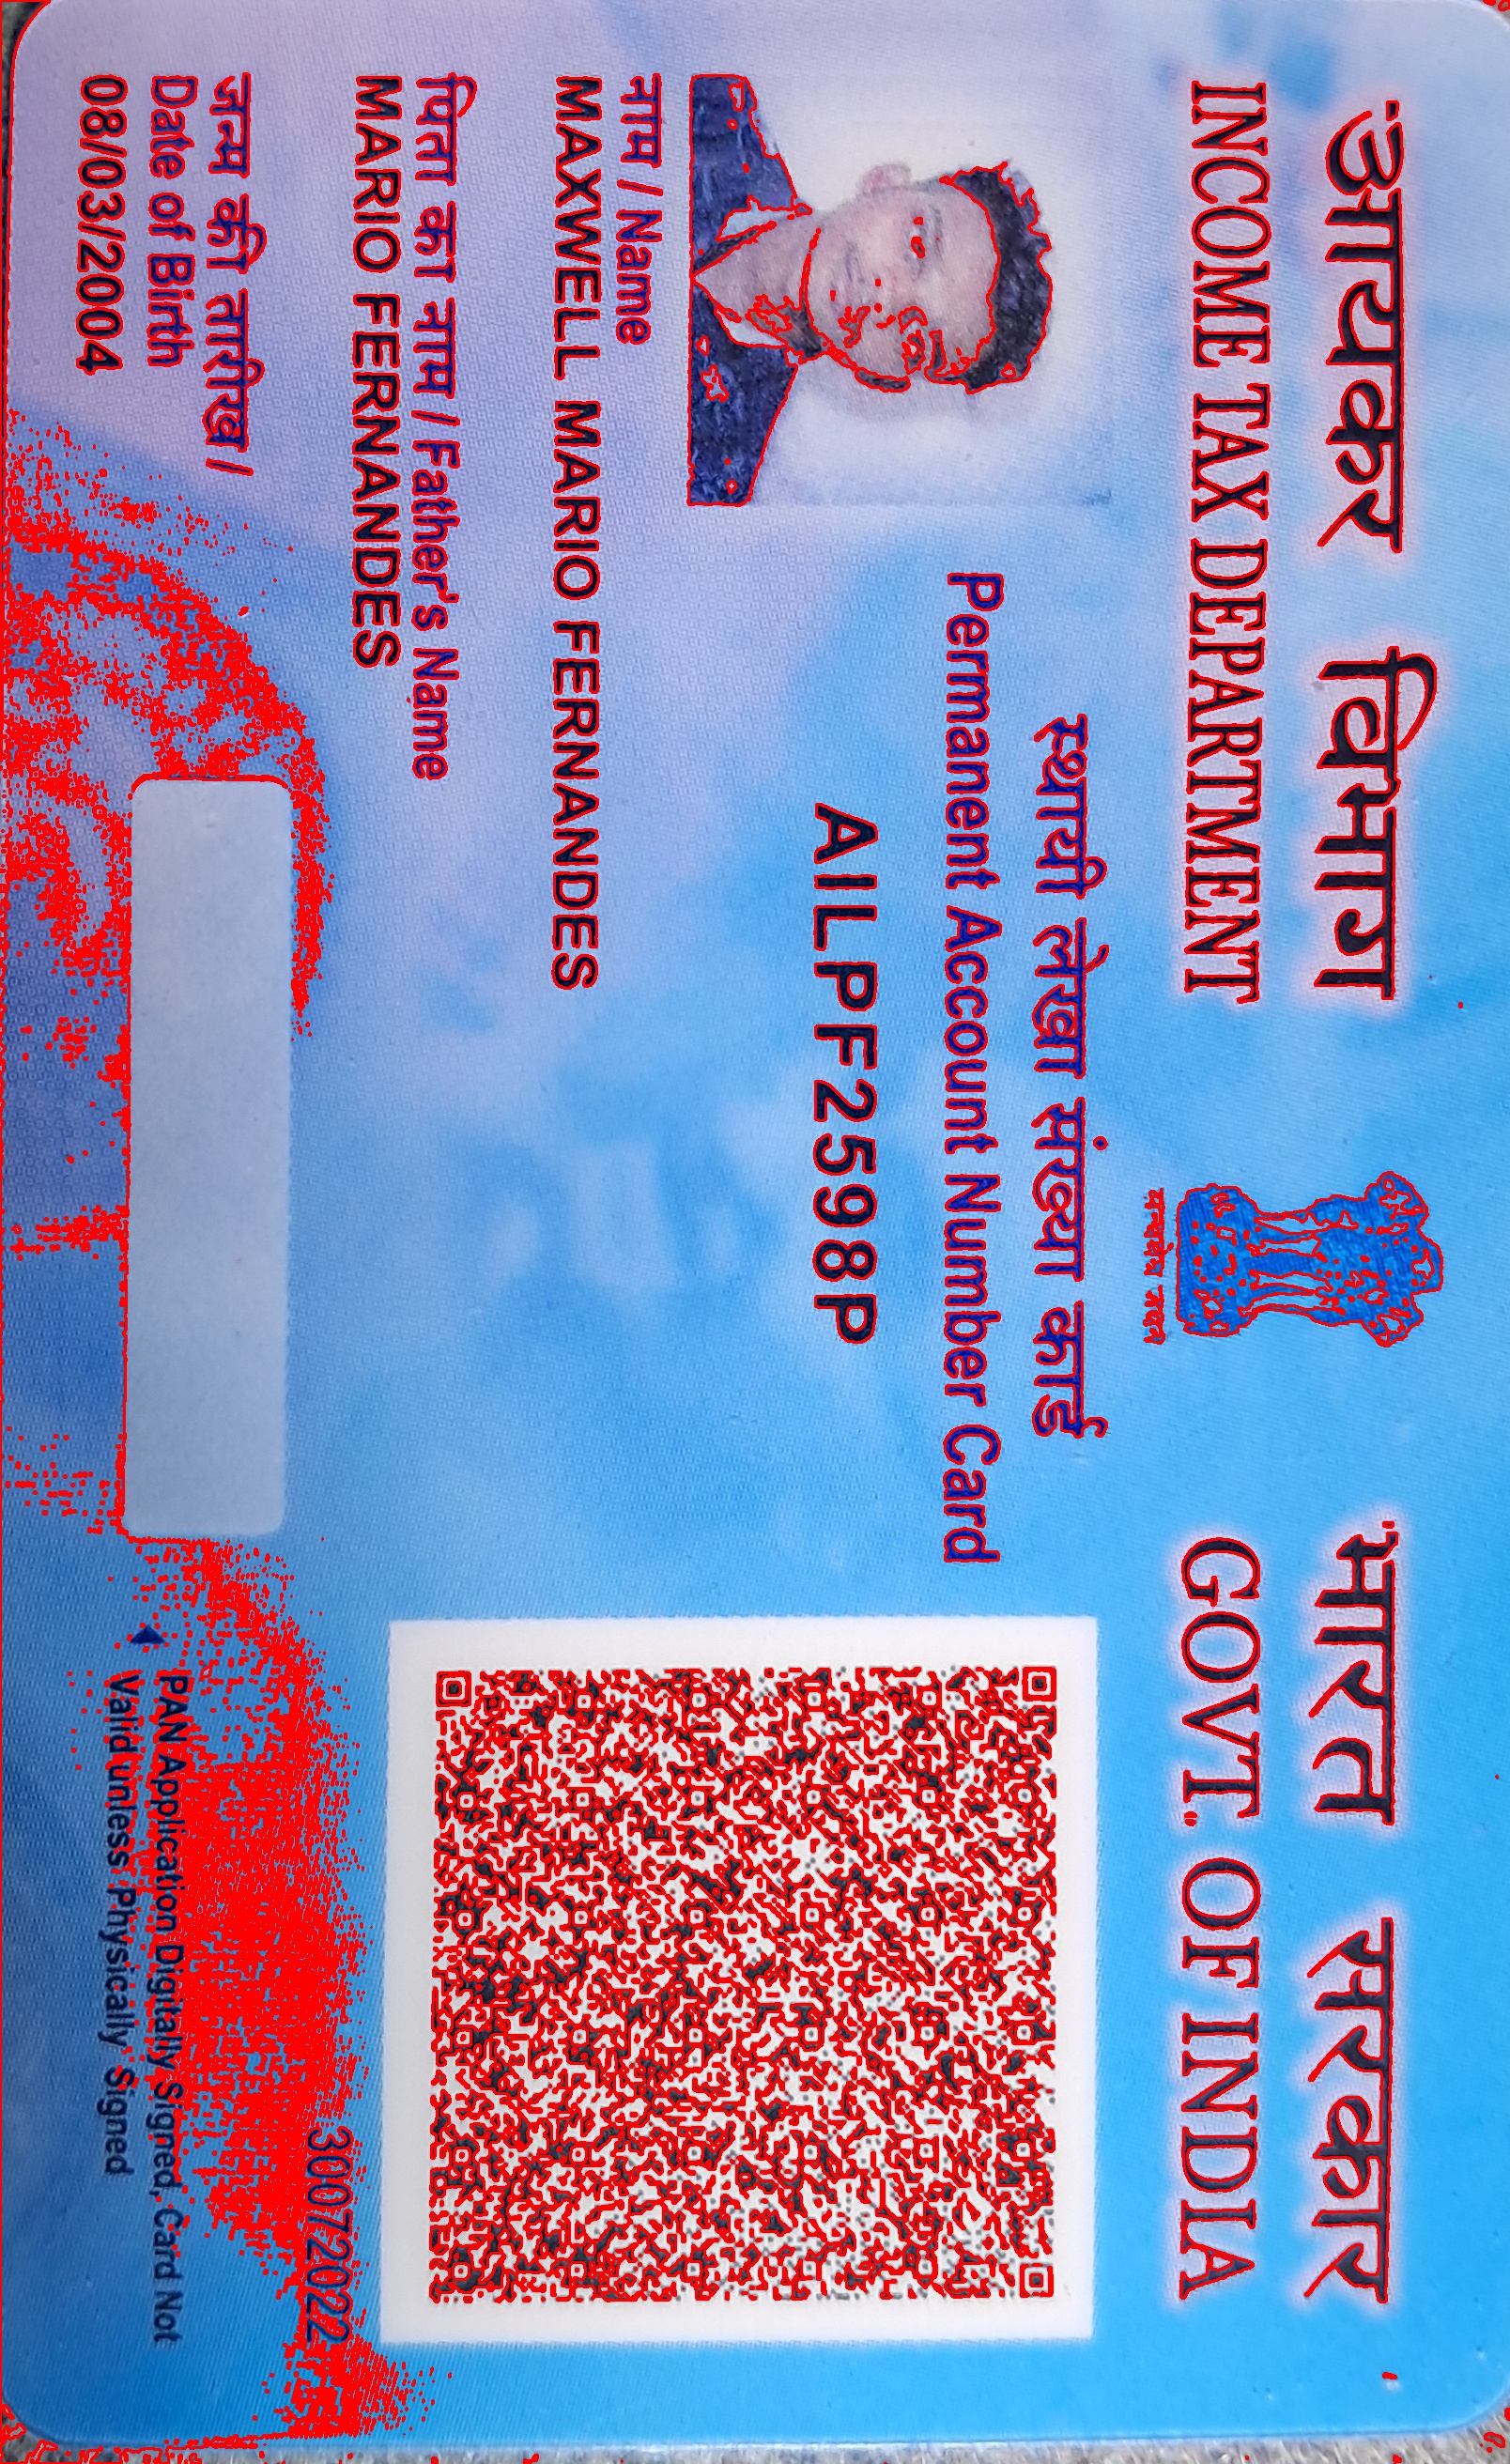 आयकर विभाग
INCOME TAX DEPARTMENT
भारत सरकार
GOVT. OF INDIA
स्थायी लेखा संख्या कार्ड
Permanent Account Number Card
AILPF2598P
नाम / Name
MAXWELL MARIO FERNANDES
पिता का नाम / Father's Name
MARIO FERNANDES
जन्म की तारीख /
Date of Birth
08/03/2004
30072022
PAN Application Digitally Signed, Card Not
Valid unless Physically Signed